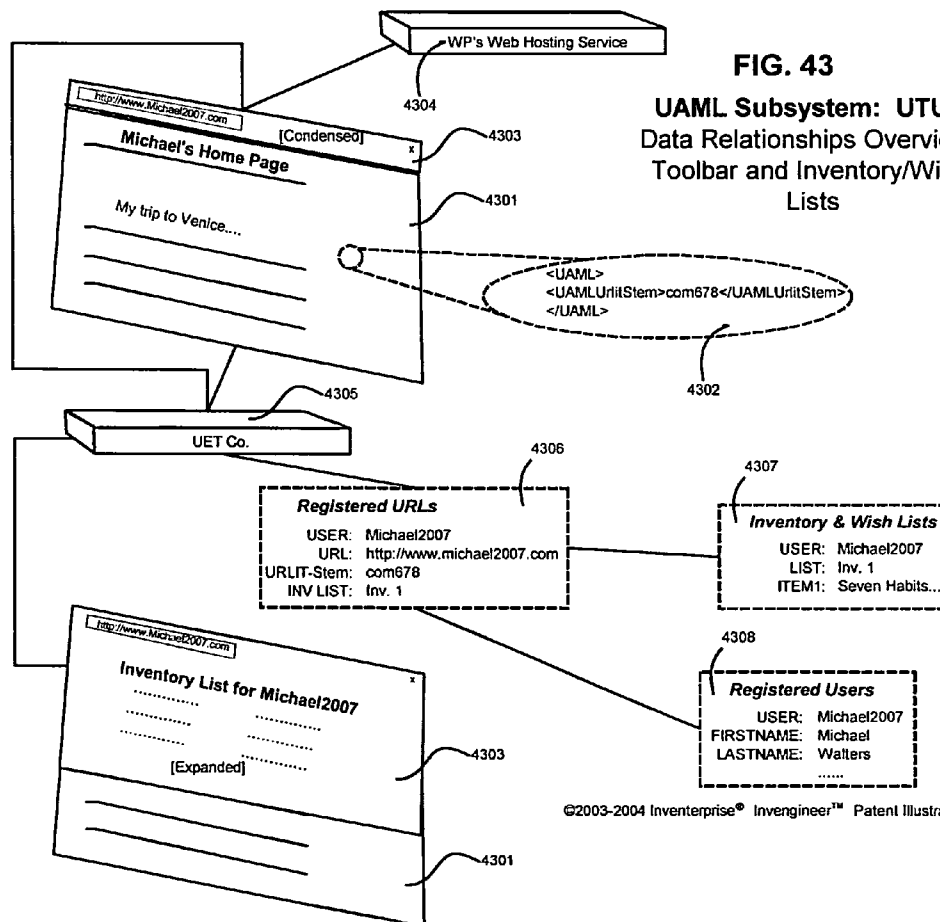 WP's Web Hosting Service
4304
FIG. 43
UAML Subsystem: UTU
Data Relationships Overvie
Toolbar and Inventory/Wi
Lists
http://www.Michael2007.com
[Condensed]
x
4303
Michael's Home Page
4301
My trip to Venice....
<UAML>
<UAMLUrlitStem>com678</UAMLUrlitStem>
</UAML>
4302
4305
UET Co.
4306
Registered URLs
USER: Michael2007
URL: http://www.michael2007.com
URLIT-Stem: com678
INV LIST: Inv. 1
4307
Inventory & Wish Lists
USER: Michael2007
LIST: Inv. 1
ITEM1: Seven Habits...
4308
Registered Users
USER: Michael2007
FIRSTNAME: Michael
LASTNAME: Walters
......
http://www.Michael2007.com
x
Inventory List for Michael2007
[Expanded]
4303
4301
©2003-2004 Inventerprise® Invengineer™ Patent Illustra